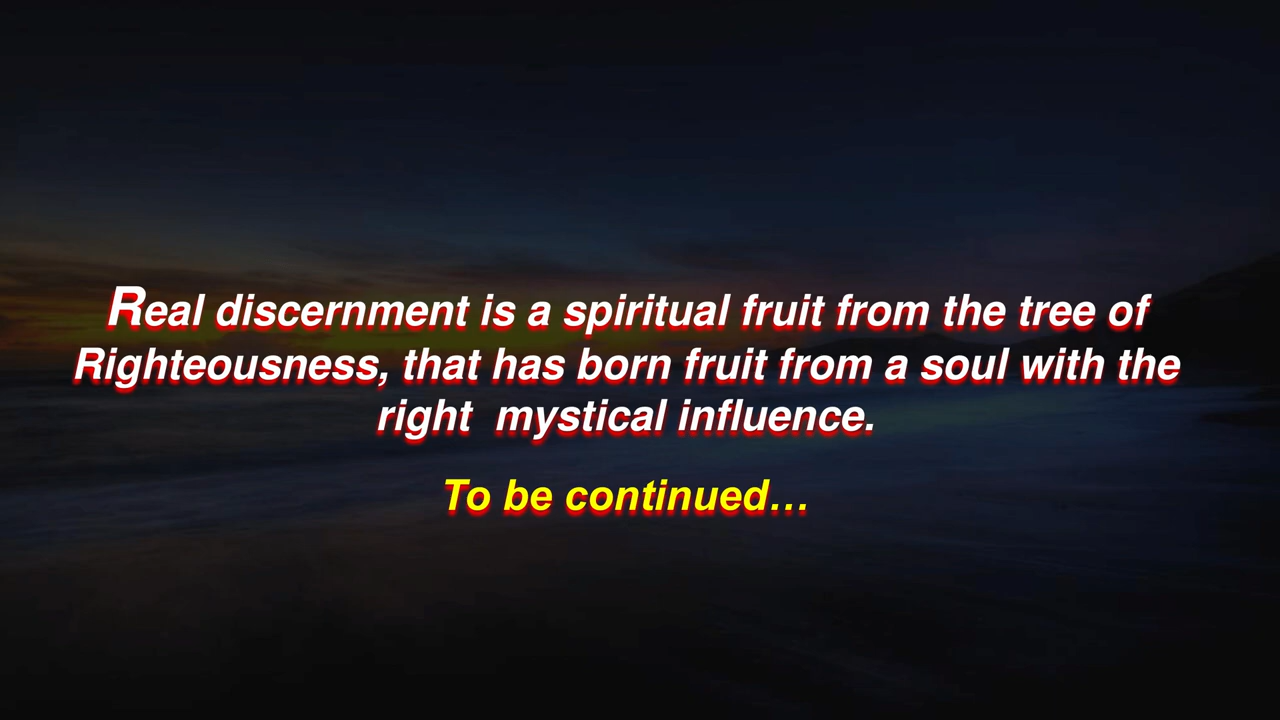 Real discernment is a spiritual fruit from the tree of
Righteousness, that has born fruit from a soul with the
right  mystical influence.
To be continued…